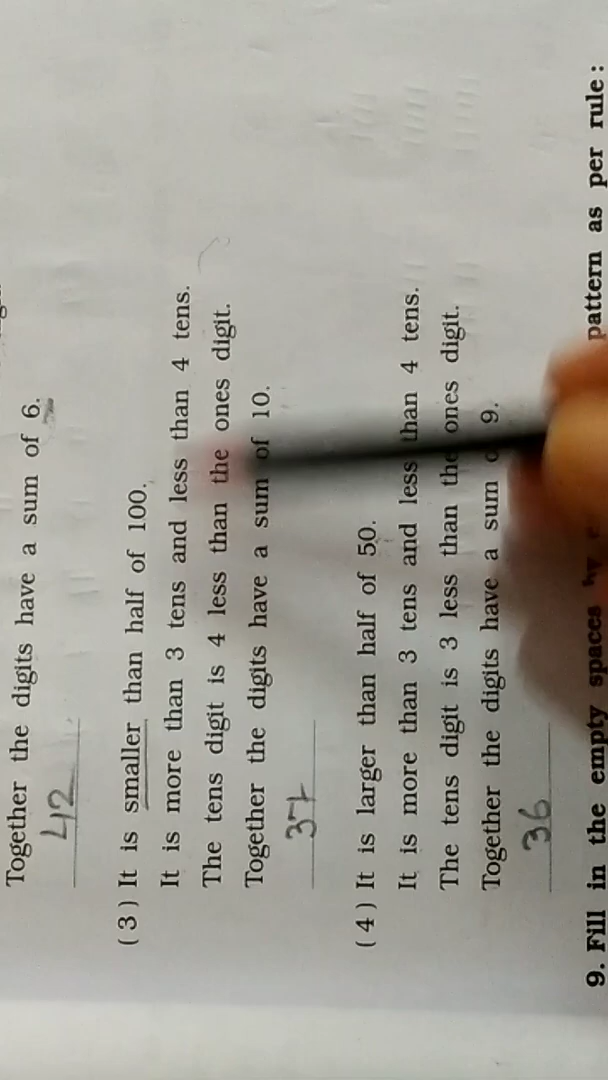 Together the digits have a sum of 6.
42
(3) It is smaller than half of 100.
It is more than 3 tens and less than 4 tens.
The tens digit is 4 less than the ones digit.
Together the digits have a sum of 10.
37
(4) It is larger than half of 50.
It is more than 3 tens and less than 4 tens.
The tens digit is 3 less than the ones digit.
Together the digits have a sum 9.
36
9. Fill in the empty spaces pattern as per rule: